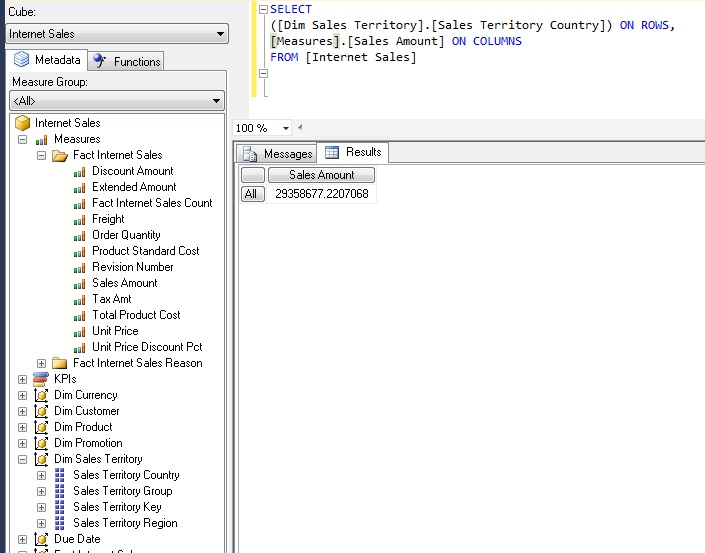 Cube:
Internet Sales
Metadata
Functions
Measure Group:
<All>
Internet Sales
Measures
Fact Internet Sales
Discount Amount
Extended Amount
Fact Internet Sales Count
Freight
Order Quantity
Product Standard Cost
Revision Number
Sales Amount
Tax Amt
Total Product Cost
Unit Price
Unit Price Discount Pct
Fact Internet Sales Reason
KPIs
Dim Currency
Dim Customer
Dim Product
Dim Promotion
Dim Sales Territory
Sales Territory Country
Sales Territory Group
Sales Territory Key
Sales Territory Region
Due Date
SELECT
([Dim Sales Territory].[Sales Territory Country]) ON ROWS,
[Measures].[Sales Amount] ON COLUMNS
FROM [Internet Sales]
100 %
Messages
Results
Sales Amount
All 29358677.2207068